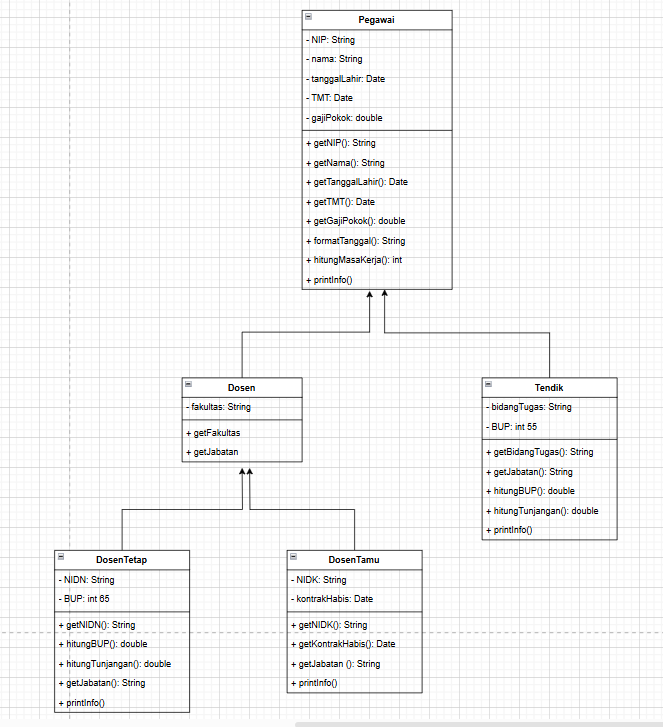 Pegawai
- NIP: String
- nama: String
- tanggalLahir: Date
- TMT: Date
- gajiPokok: double
+ getNIP(): String
+ getNama(): String
+ getTanggalLahir(): Date
+ getTMT(): Date
+ getGajiPokok(): double
+ formatTanggal(): String
+ hitungMasaKerja(): int
+ printInfo()
Dosen
- fakultas: String
+ getFakultas
+ getJabatan
Tendik
- bidangTugas: String
- BUP: int 55
+ getBidangTugas(): String
+ getJabatan(): String
+ hitungBUP(): double
+ hitungTunjangan(): double
+ printInfo()
DosenTetap
- NIDN: String
- BUP: int 65
+ getNIDN(): String
+ hitungBUP(): double
+ hitungTunjangan(): double
+ getJabatan(): String
+ printInfo()
DosenTamu
- NIDK: String
- kontrakHabis: Date
+ getNIDK(): String
+ getKontrakHabis(): Date
+ getJabatan (): String
+ printInfo()